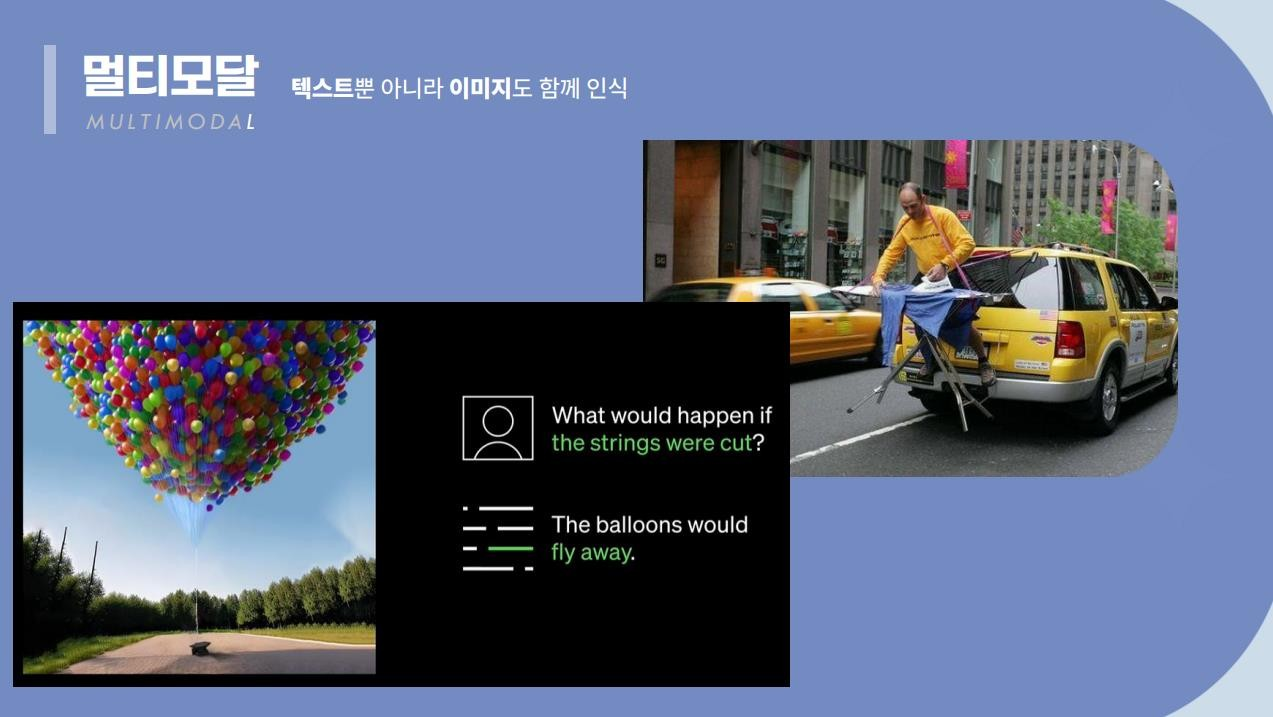 멀티모달
텍스트뿐 아니라 이미지도 함께 인식
MULTIMODAL
What would happen if
the strings were cut?
The balloons would
fly away.